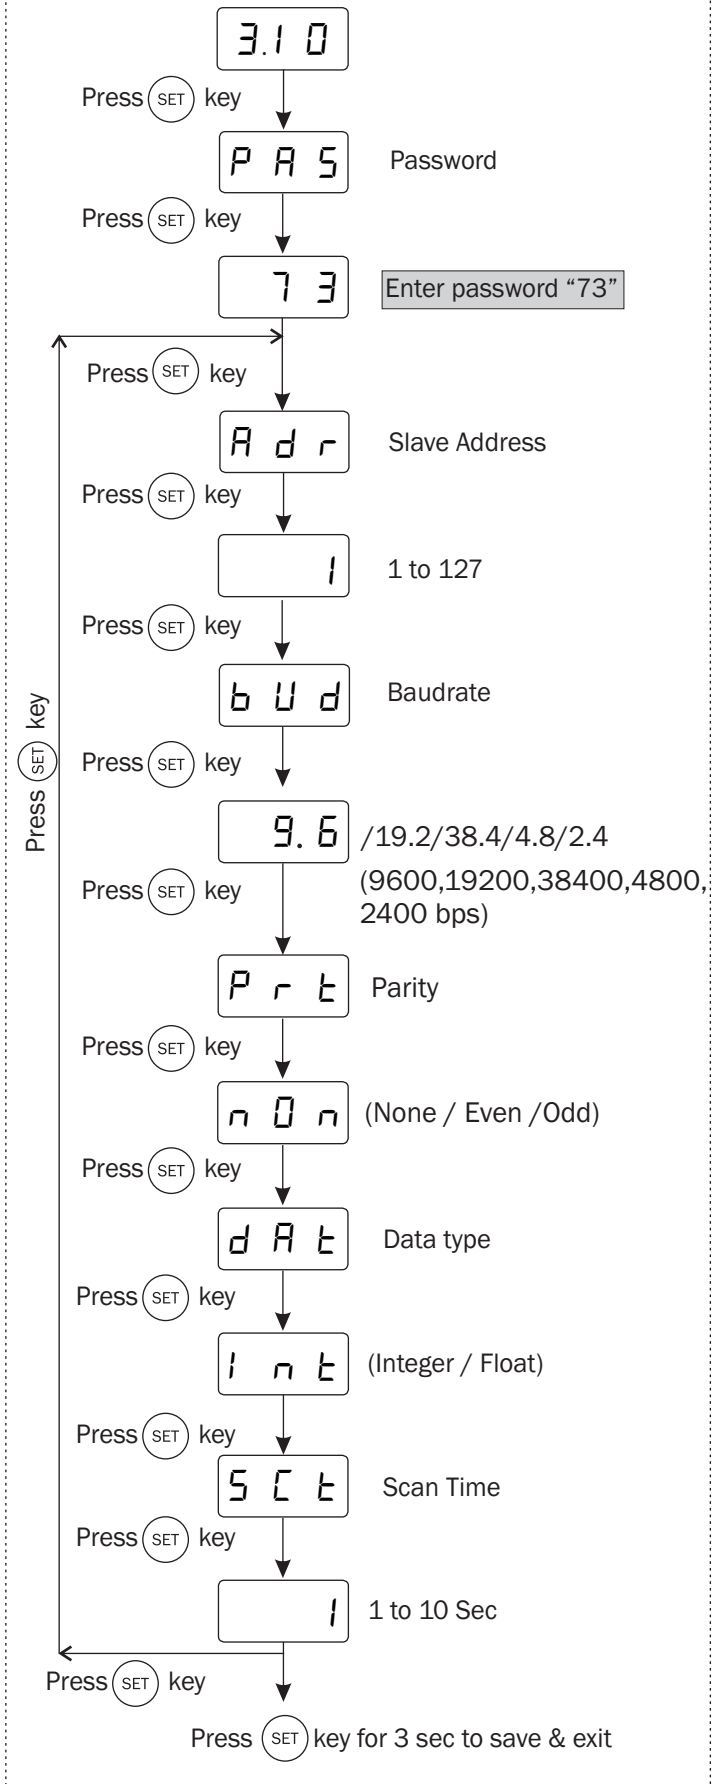 3.10
Press SET key
PAS Password
Press SET key
73 Enter password “73”
Press SET key
Adr Slave Address
Press SET key
1 1 to 127
Press SET key
bUd Baudrate
Press SET key
Press SET key
9.6 /19.2/38.4/4.8/2.4
(9600,19200,38400,4800,
Press SET key
2400 bps)
Prt Parity
Press SET key
n0n (None / Even /Odd)
Press SET key
dAt Data type
Press SET key
Int (Integer / Float)
Press SET key
SCt Scan Time
Press SET key
1 1 to 10 Sec
Press SET key
Press SET key for 3 sec to save & exit